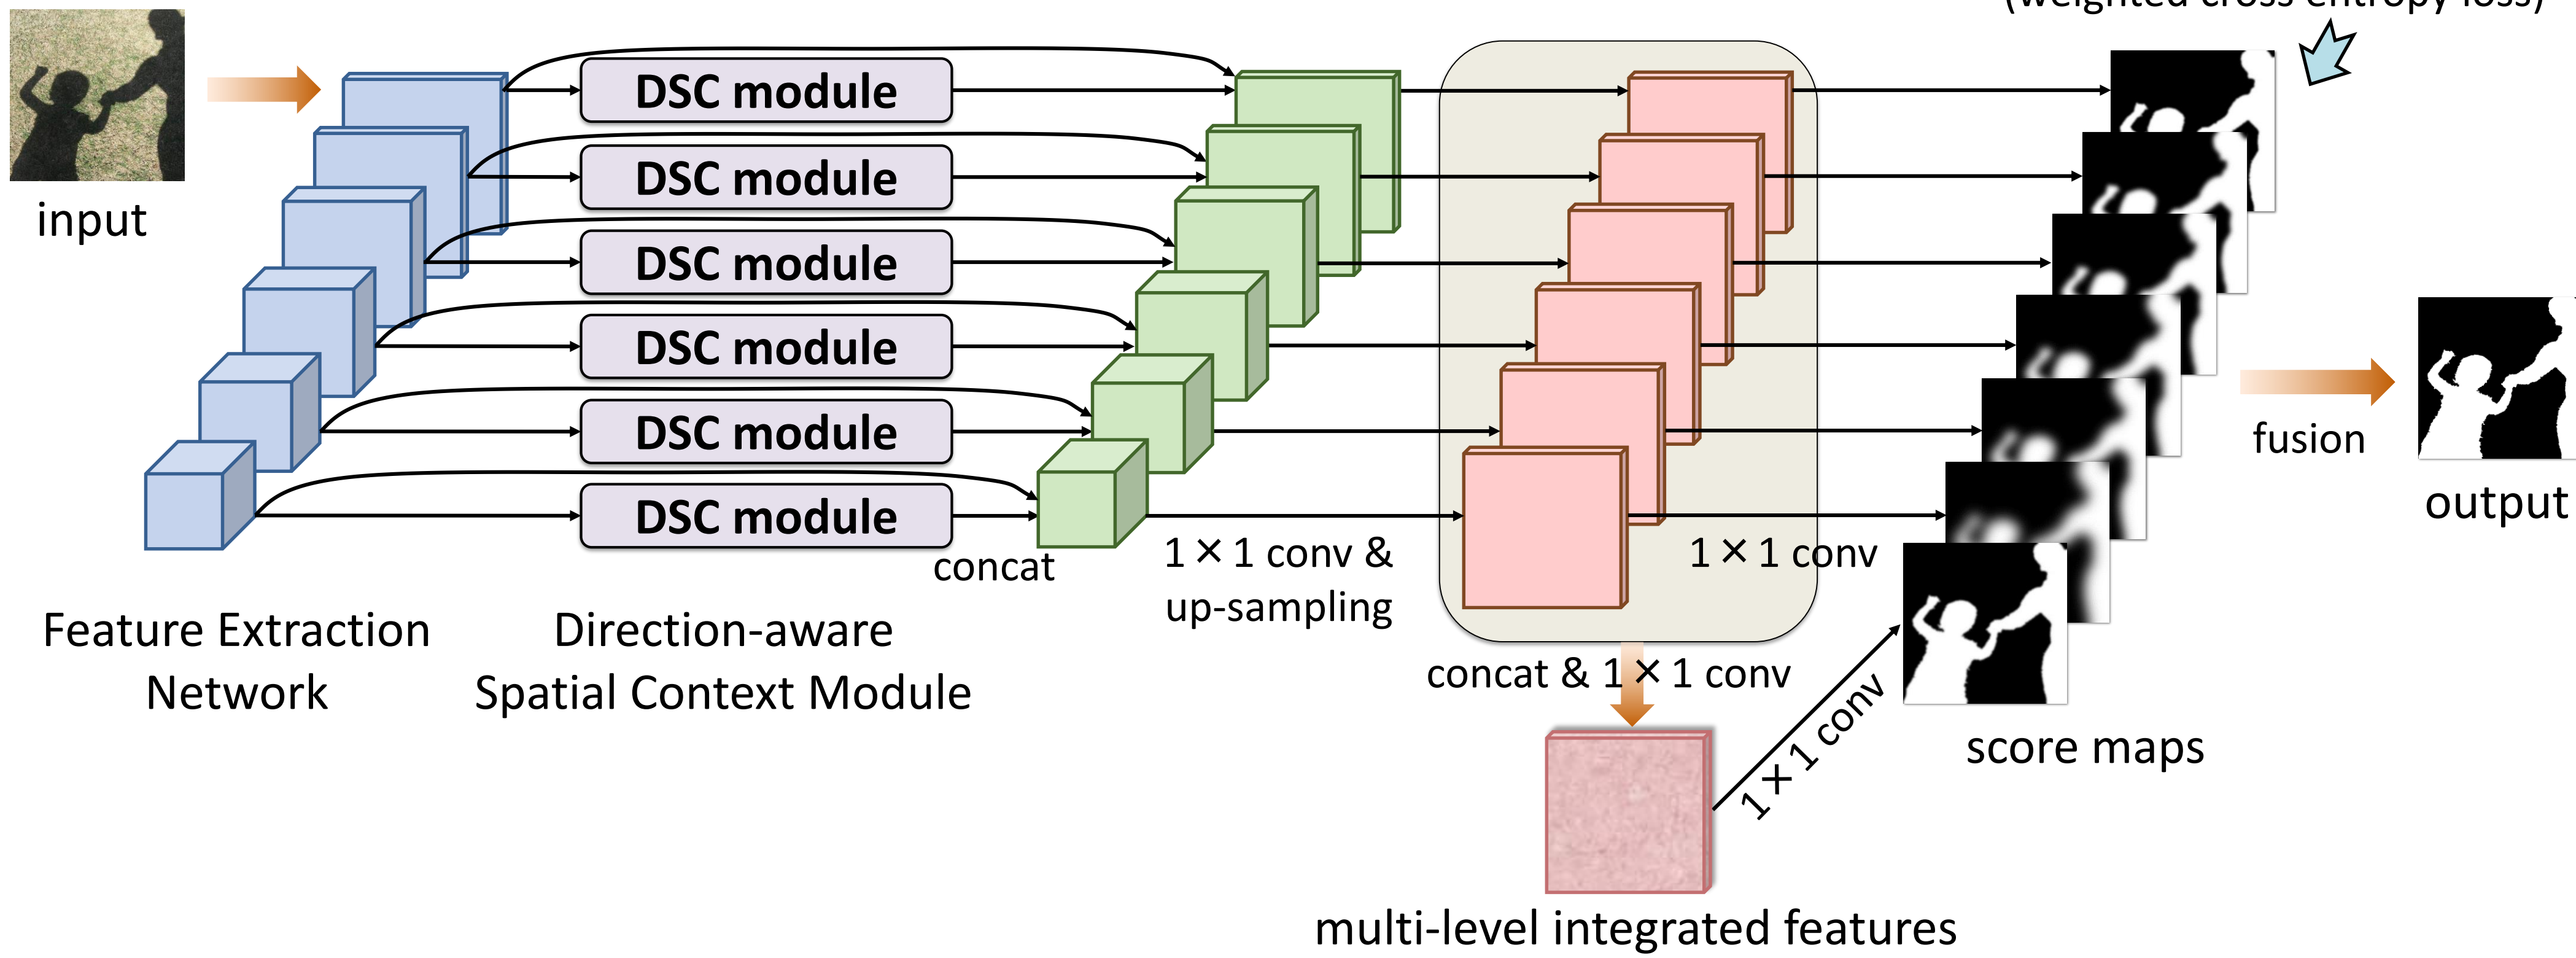 (weighted cross-entropy loss)
input
DSC module
DSC module
DSC module
DSC module
DSC module
DSC module
concat
1×1 conv &
up-sampling
1×1 conv
Feature Extraction
Network
Direction-aware
Spatial Context Module
concat & 1×1 conv
1×1 conv
multi-level integrated features
score maps
fusion
output